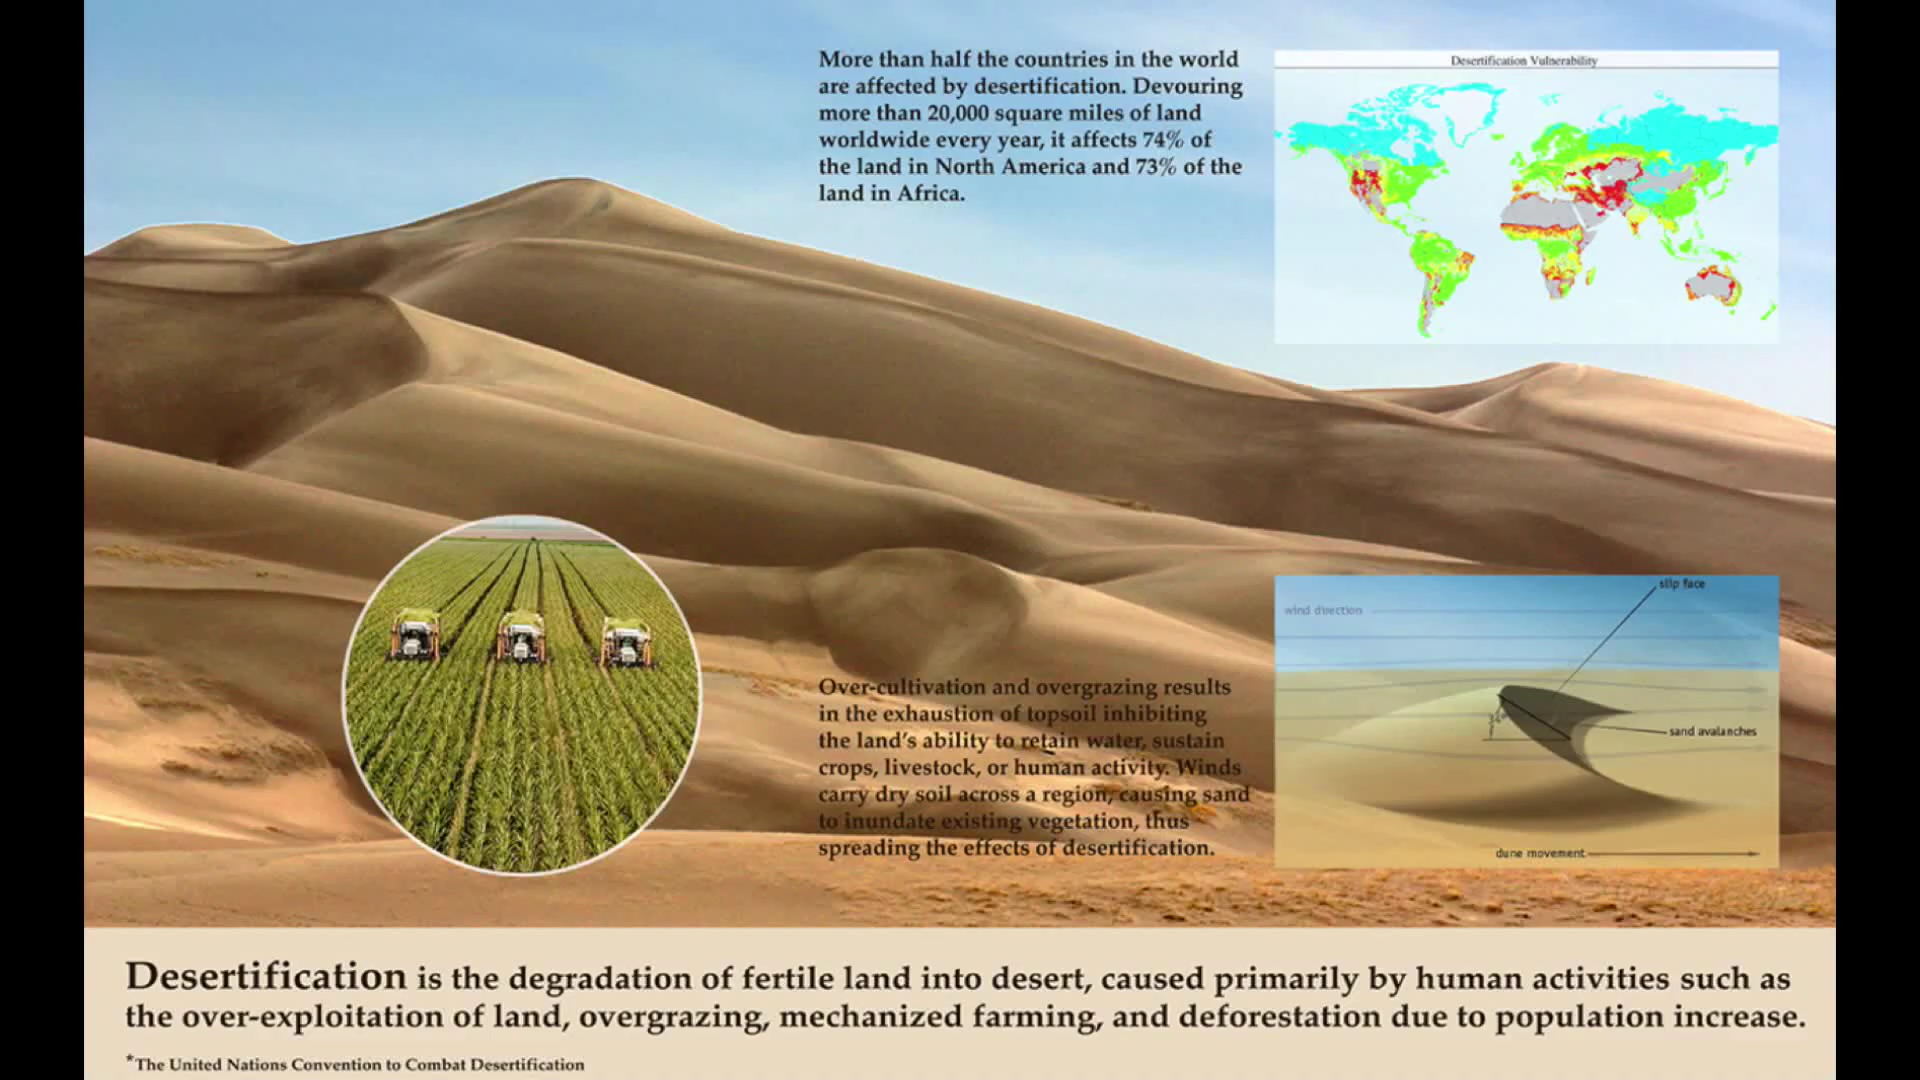 More than half the countries in the world
are affected by desertification. Devouring
more than 20,000 square miles of land
worldwide every year, it affects 74% of
the land in North America and 73% of the
land in Africa.
Desertification Vulnerability
Over-cultivation and overgrazing results
in the exhaustion of topsoil inhibiting
the land's ability to retain water, sustain
crops, livestock, or human activity. Winds
carry dry soil across a region, causing sand
to inundate existing vegetation, thus
spreading the effects of desertification.
slip face
wind direction
sand avalanches
dune movement
Desertification is the degradation of fertile land into desert, caused primarily by human activities such as
the over-exploitation of land, overgrazing, mechanized farming, and deforestation due to population increase.
*The United Nations Convention to Combat Desertification